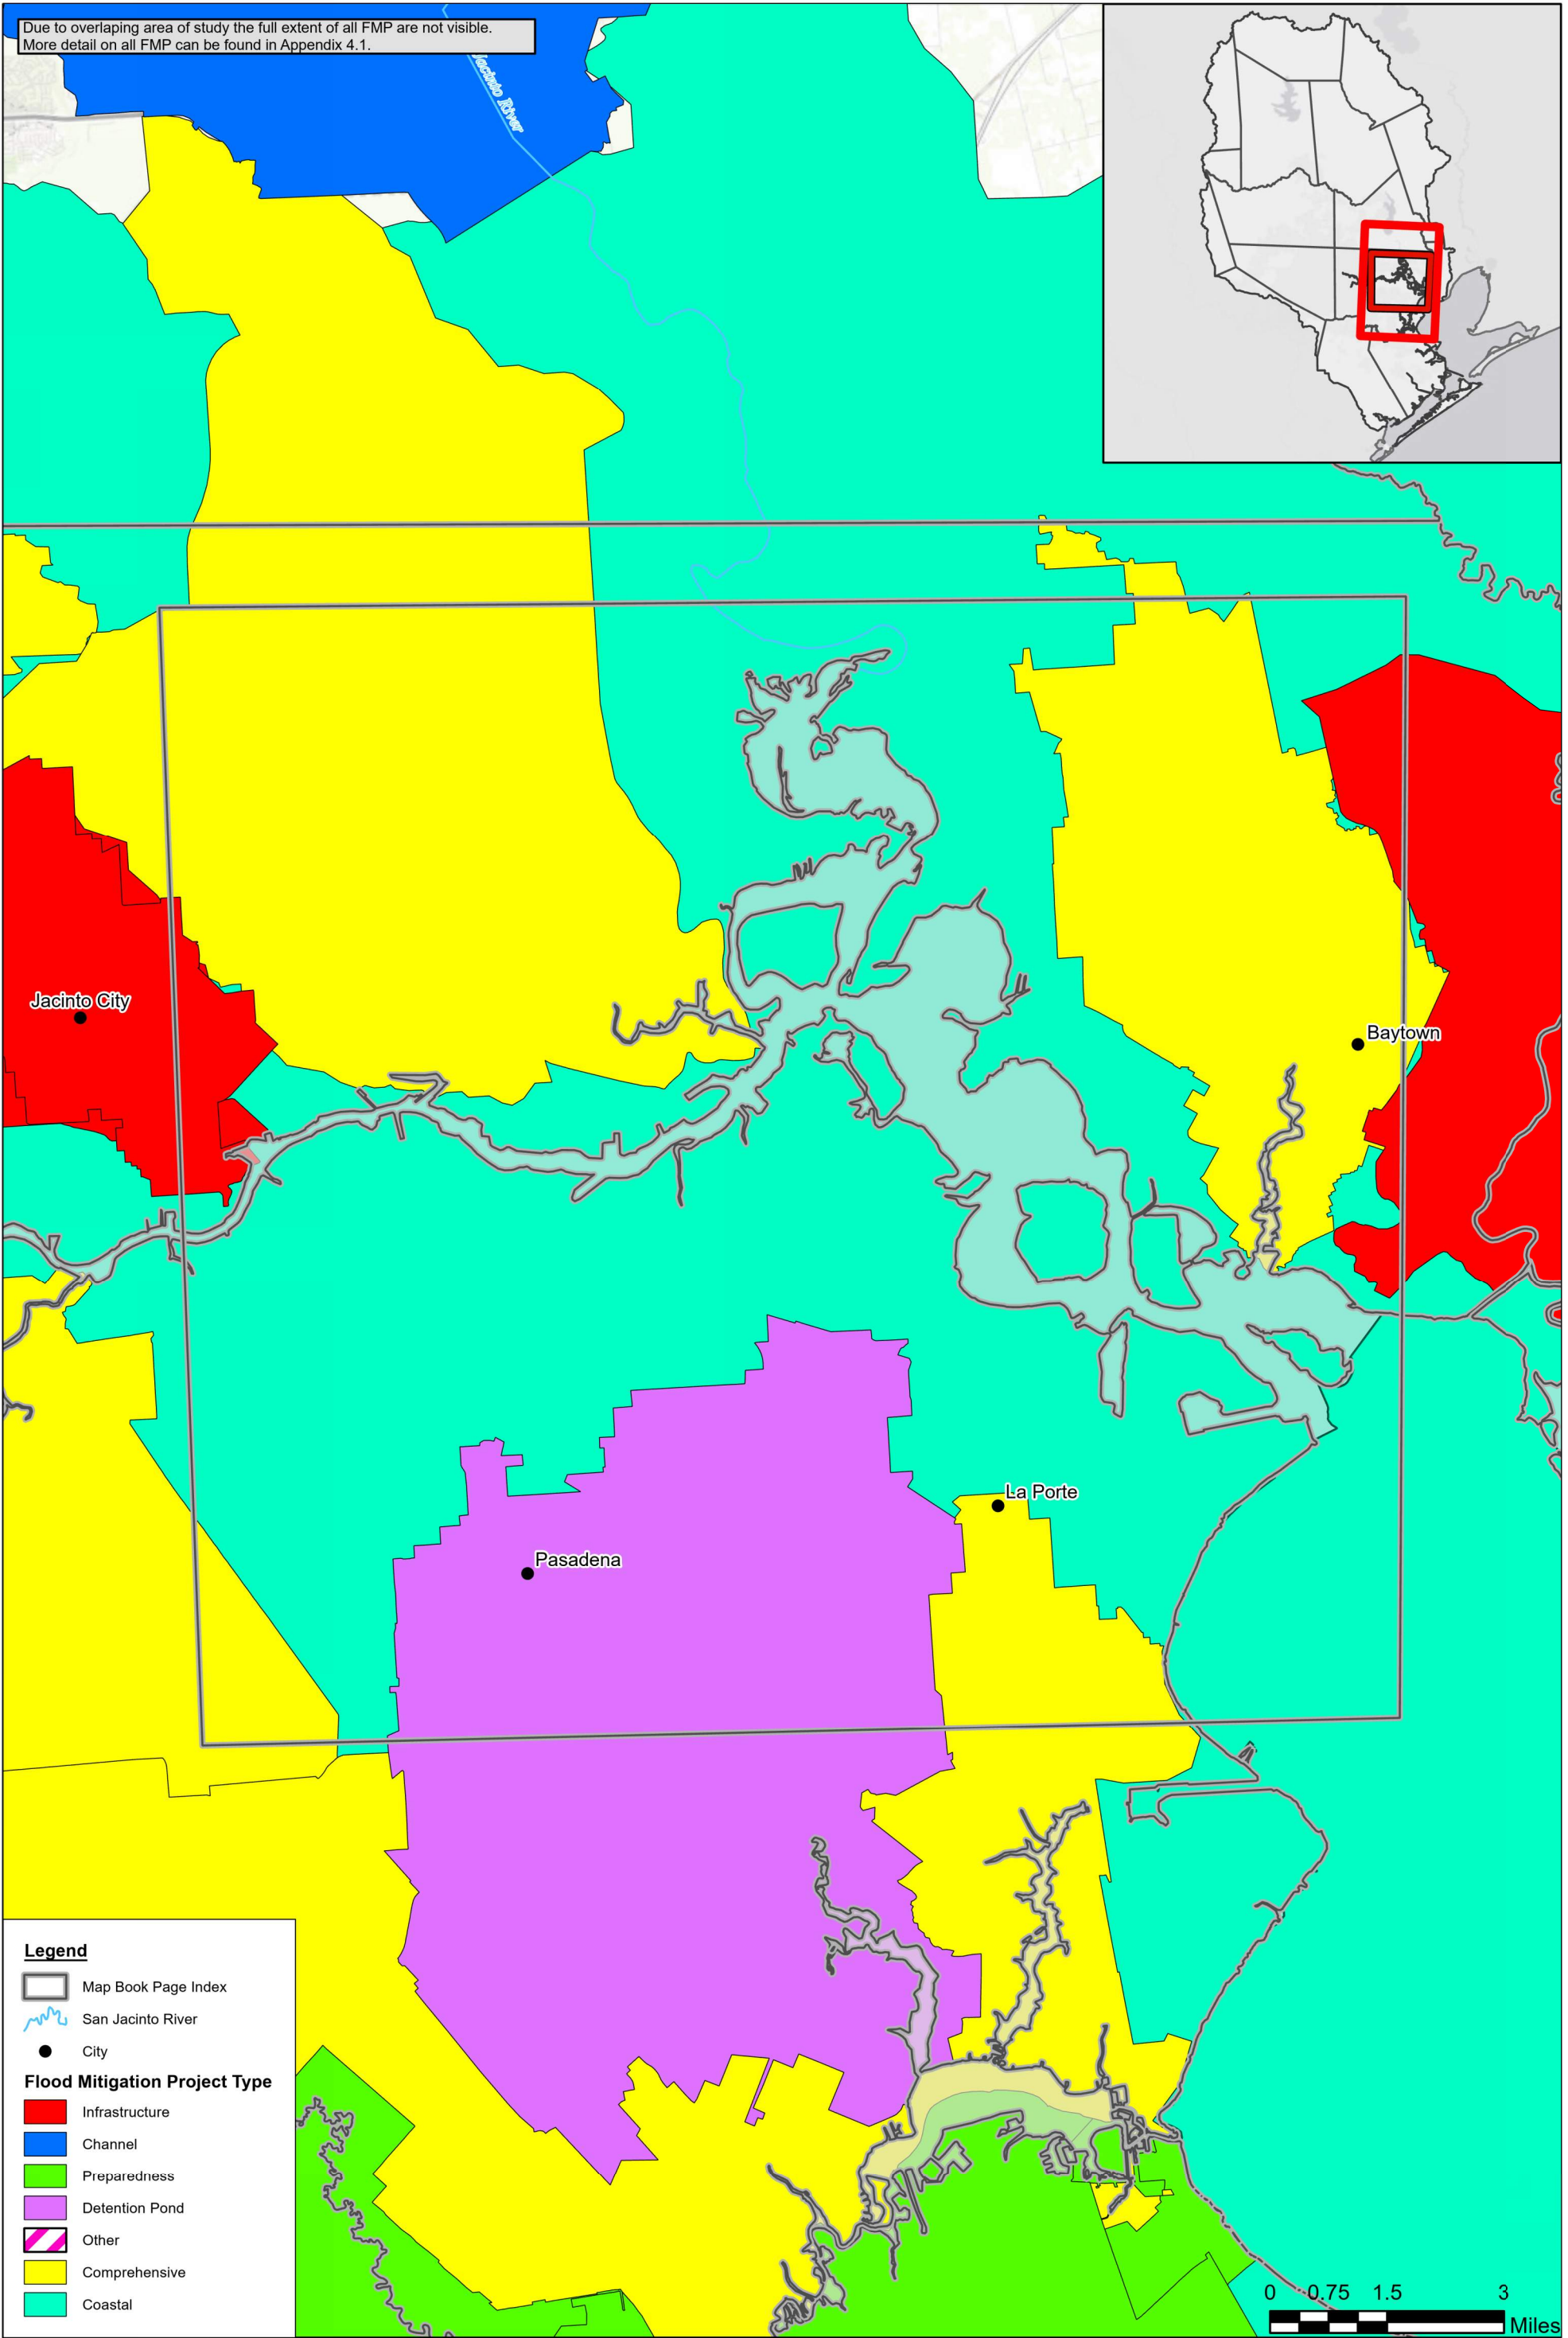 Due to overlaping area of study the full extent of all FMP are not visible.
More detail on all FMP can be found in Appendix 4.1.
Jacinto River
Jacinto City
Baytown
La Porte
Pasadena
Legend
Map Book Page Index
San Jacinto River
City
Flood Mitigation Project Type
Infrastructure
Channel
Preparedness
Detention Pond
Other
Comprehensive
Coastal
0 0.75 1.5 3
Miles